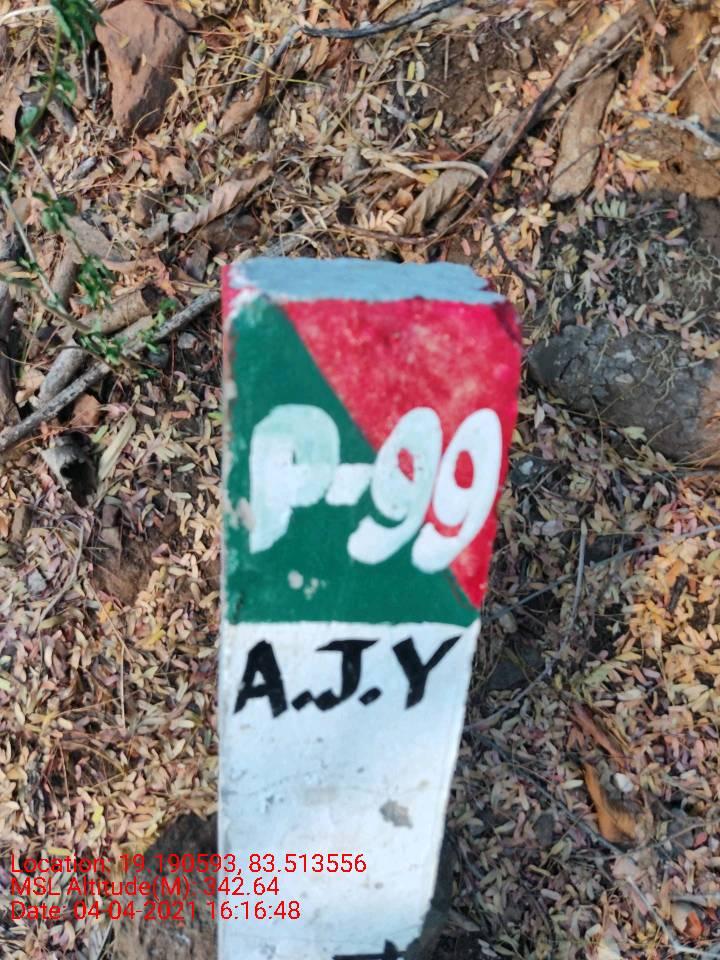 P-99
A.J.Y
Location: 19.190593, 83.513556
MSL Altitude(M): 342.64
Date: 04-04-2021 16:16:48